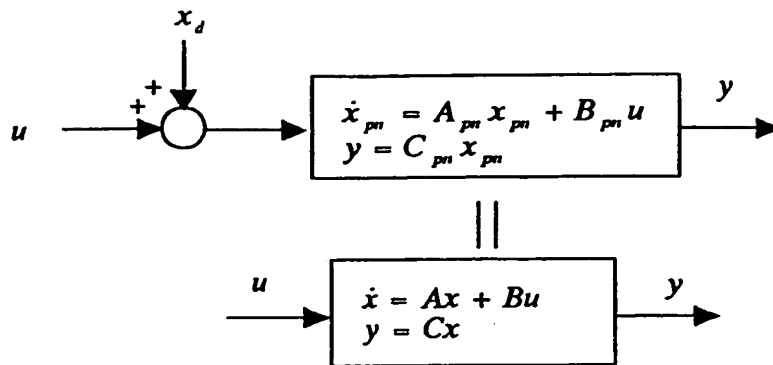 x_d
+
+
u
ẋ_pn = A_pn x_pn + B_pn u
y = C_pn x_pn
y
u
ẋ = Ax + Bu
y = Cx
y